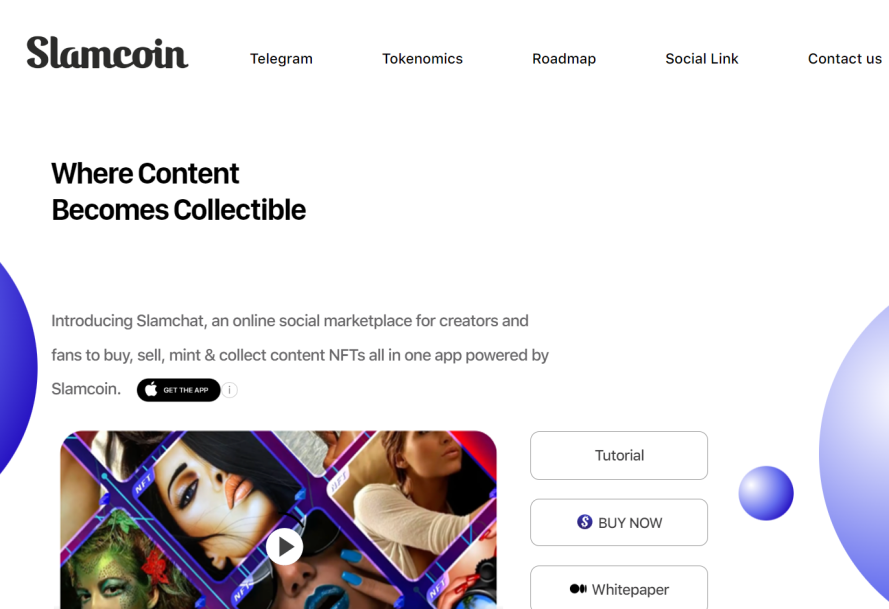 Slamcoin
Telegram
Tokenomics
Roadmap
Social Link
Contact us
Where Content
Becomes Collectible
Introducing Slamchat, an online social marketplace for creators and
fans to buy, sell, mint & collect content NFTs all in one app powered by
Slamcoin.
GET THE APP
i
NFT
NFT
NFT
Tutorial
S BUY NOW
Whitepaper